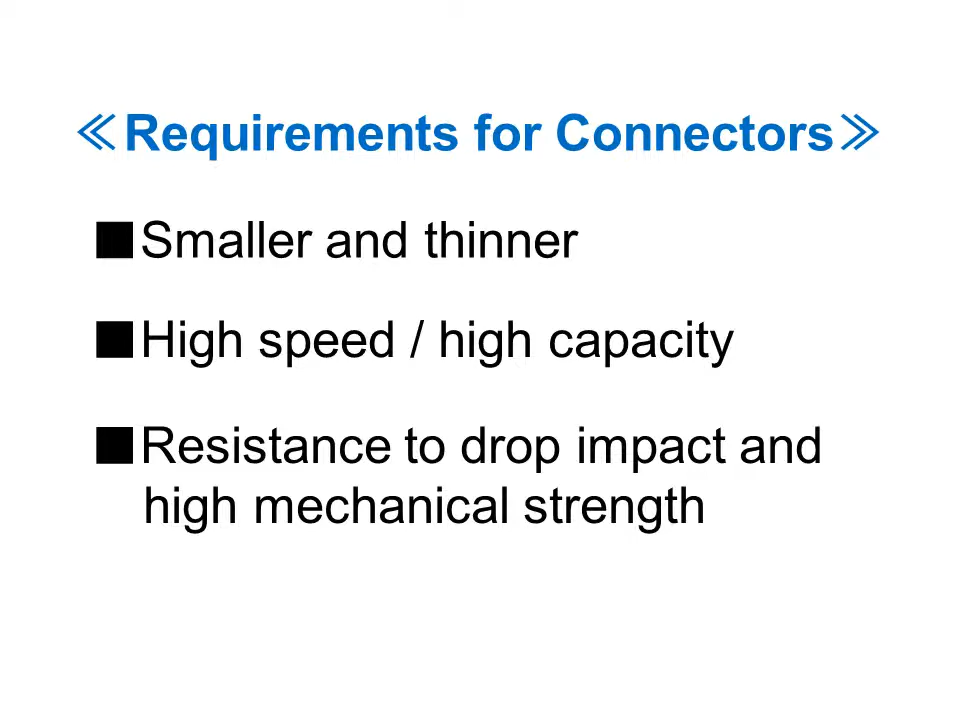 ≪Requirements for Connectors≫
■Smaller and thinner
■High speed / high capacity
■Resistance to drop impact and
high mechanical strength